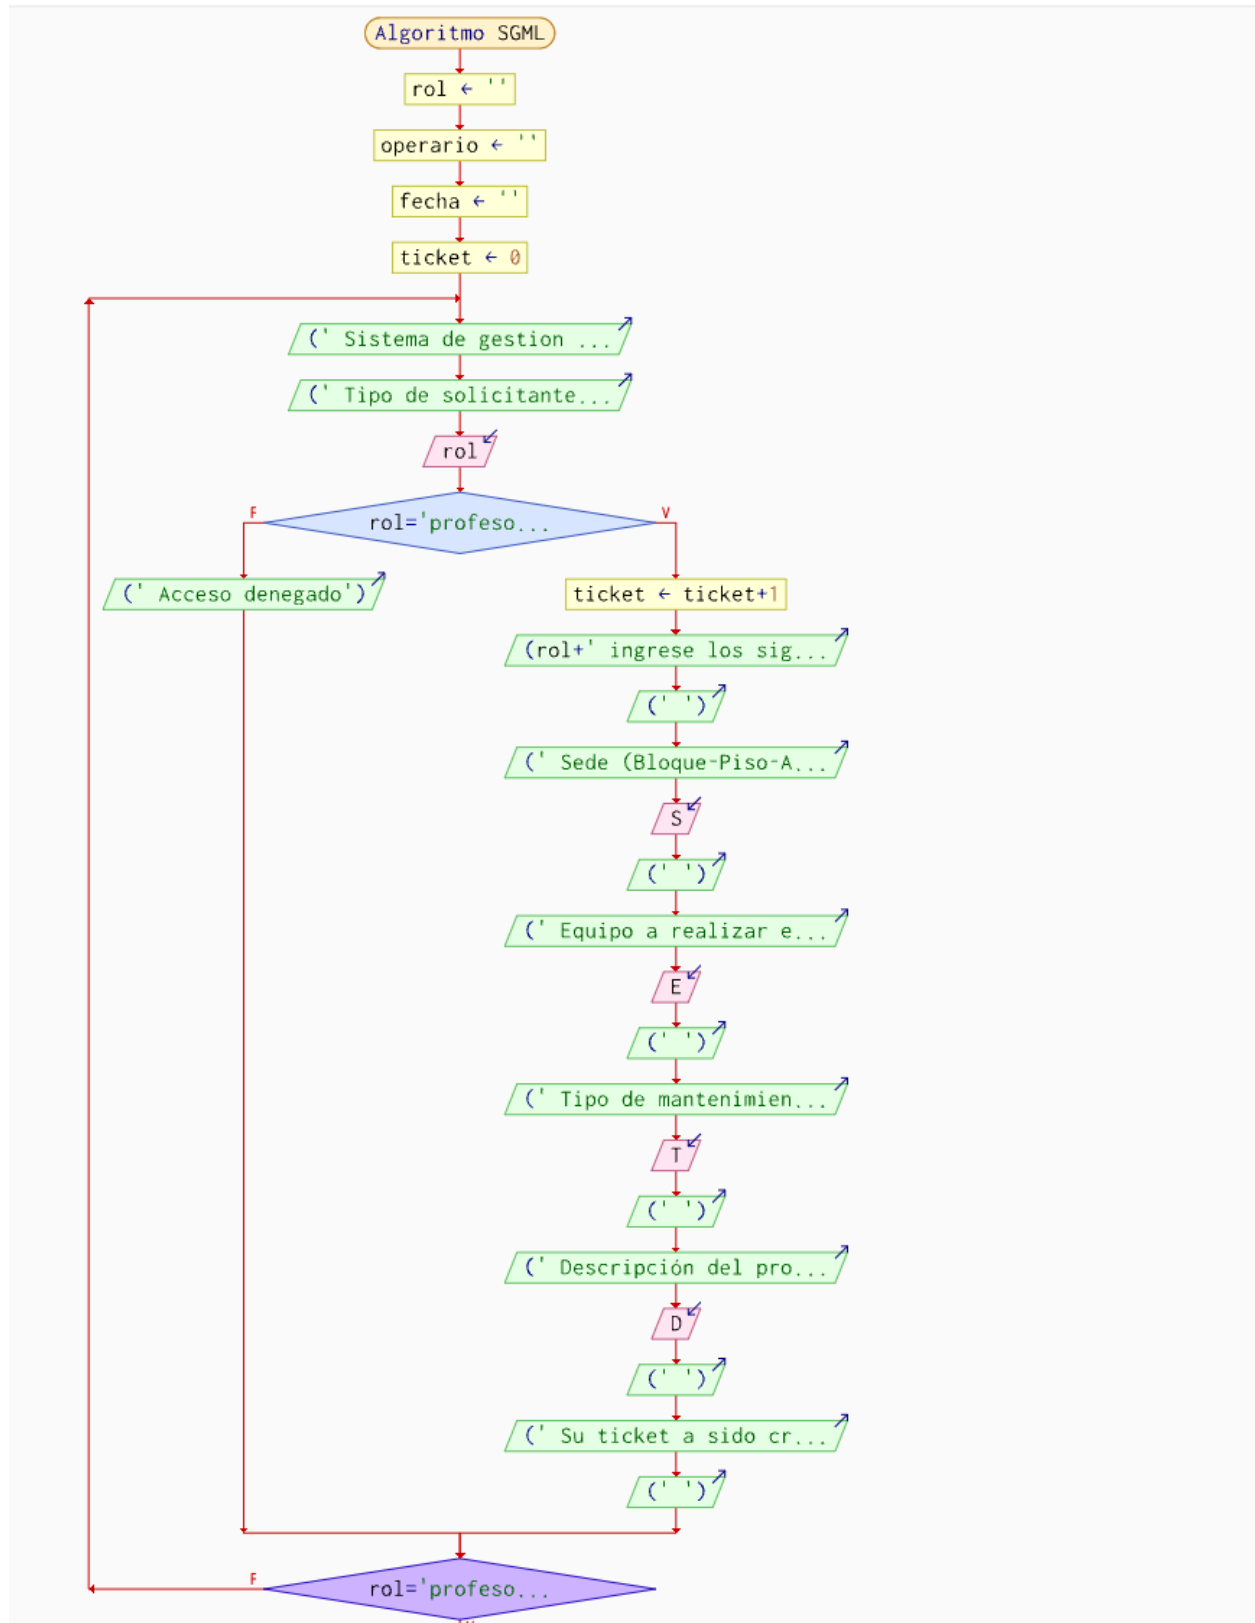 Algoritmo SGML
rol ← ''
operario ← ''
fecha ← ''
ticket ← 0
(' Sistema de gestion ...
(' Tipo de solicitante...
rol
rol='profeso...
F
V
(' Acceso denegado')
ticket ← ticket+1
(rol+' ingrese los sig...
(' ')
(' Sede (Bloque-Piso-A...
S
(' ')
(' Equipo a realizar e...
E
(' ')
(' Tipo de mantenimien...
T
(' ')
(' Descripción del pro...
D
(' ')
(' Su ticket a sido cr...
(' ')
F
rol='profeso...